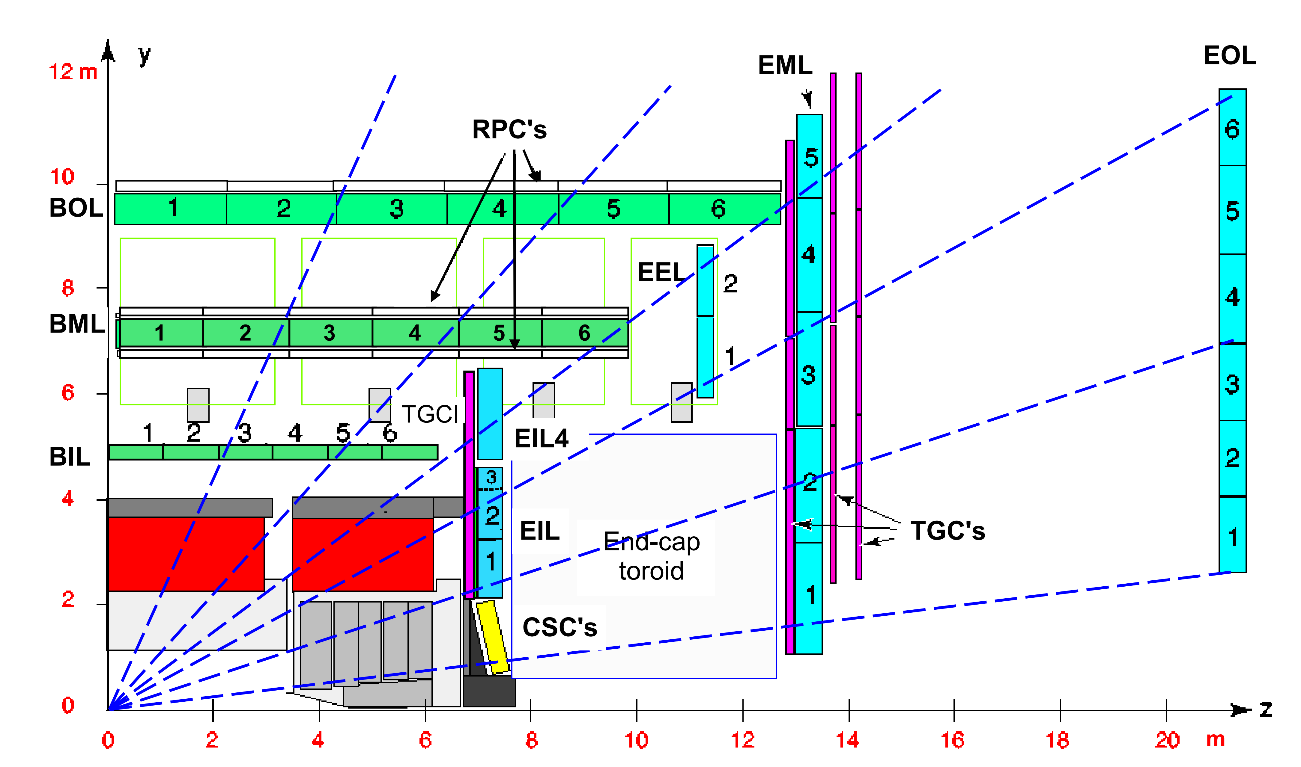 y
12 m
EML
EOL
RPC's
5
6
10
BOL
1 2 3 4 5 6
5
4
EEL
2
8
4
BML
1 2 3 4 5 6
1
3
3
6
TGCI
1 2 3 4 5 6
EIL4
BIL
3
2
2
4
2
EIL
TGC's
1
End-cap
toroid
1
1
2
CSC's
0
z
0 2 4 6 8 10 12 14 16 18 20 m